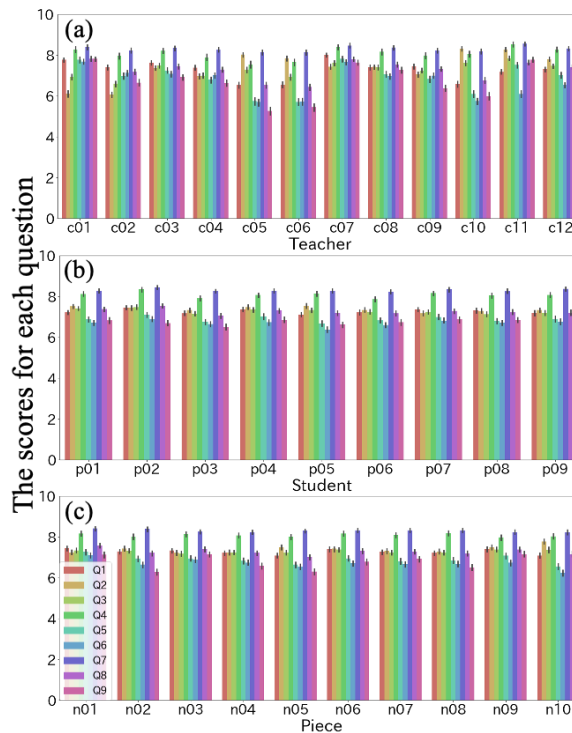 The scores for each question
(a)
10
8
6
4
2
0
c01 c02 c03 c04 c05 c06 c07 c08 c09 c10 c11 c12
Teacher
(b)
10
8
6
4
2
0
p01 p02 p03 p04 p05 p06 p07 p08 p09
Student
(c)
10
8
6
4
2
0
Q1
Q2
Q3
Q4
Q5
Q6
Q7
Q8
Q9
n01 n02 n03 n04 n05 n06 n07 n08 n09 n10
Piece